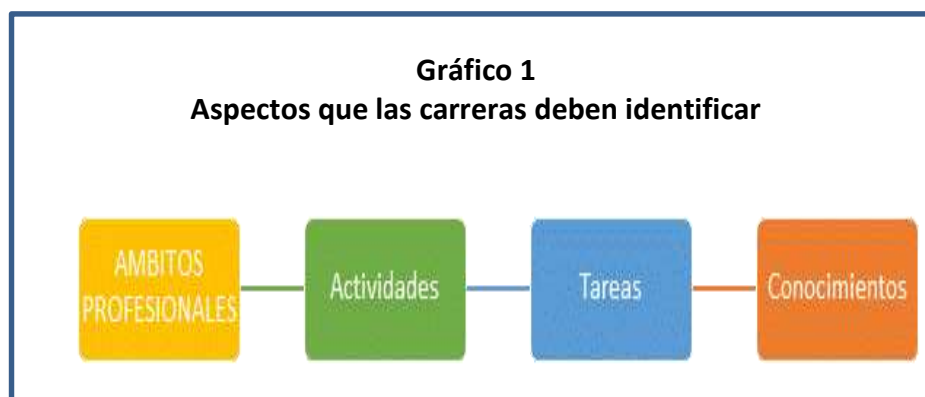 Gráfico 1
Aspectos que las carreras deben identificar
AMBITOS
PROFESIONALES
Actividades
Tareas
Conocimientos